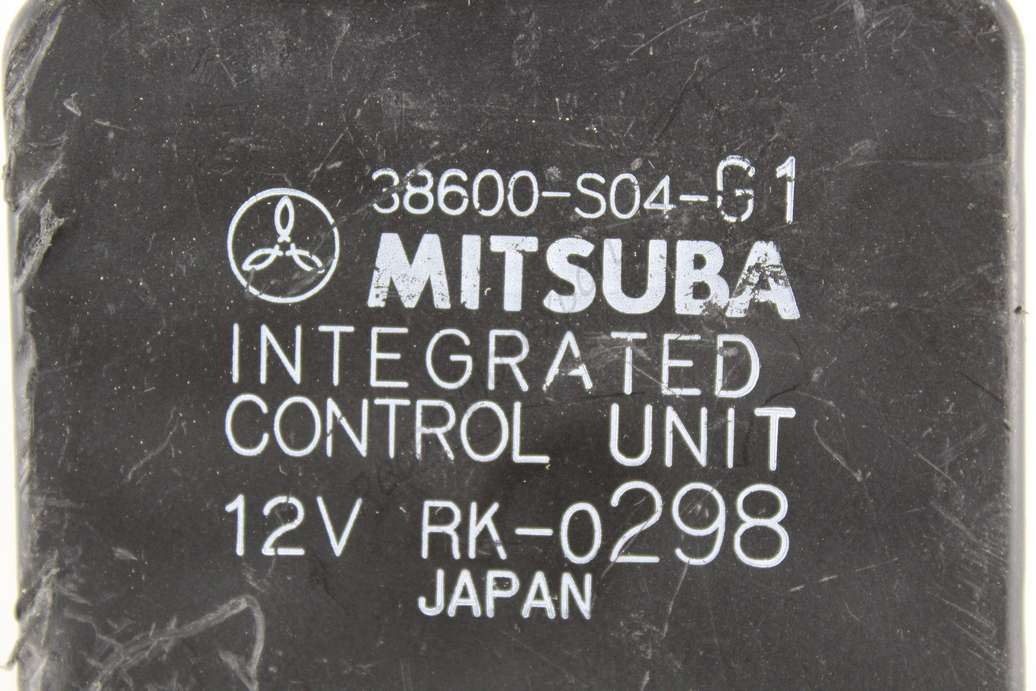 38600-S04-G1
MITSUBA
INTEGRATED
CONTROL UNIT
12V RK-0298
JAPAN